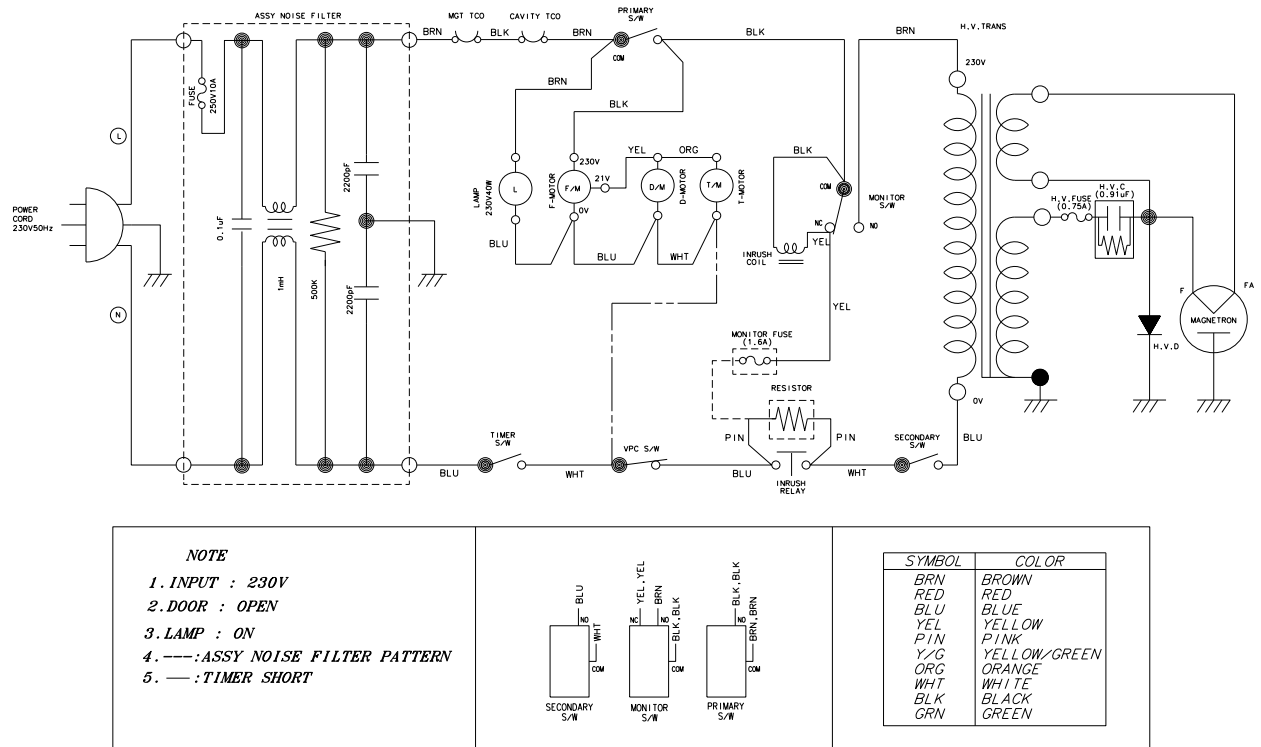 ASSY NOISE FILTER
FUSE
250V10A
L
N
POWER
CORD
230V50Hz
0.1uF
1mH
500K
2200pF
2200pF
BRN
MGT TCO
BLK
CAVITY TCO
BRN
PRIMARY
S/W
COM
BLK
BRN
H.V.TRANS
230V
BRN
BLK
LAMP
230V40W
L
BLU
230V
F/M
F-MOTOR
21V
0V
YEL
ORG
D/M
D-MOTOR
T/M
T-MOTOR
BLU
WHT
BLK
COM
MONITOR
S/W
NC
NO
YEL
INRUSH
COIL
YEL
MONITOR FUSE
(1.6A)
RESISTOR
PIN
PIN
H.V.FUSE
(0.75A)
H.V.C
(0.91uF)
F
FA
MAGNETRON
H.V.D
0V
BLU
TIMER
S/W
BLU
WHT
VPC S/W
BLU
INRUSH
RELAY
WHT
SECONDARY
S/W
NOTE
1.INPUT : 230V
2.DOOR : OPEN
3.LAMP : ON
4.---:ASSY NOISE FILTER PATTERN
5.—:TIMER SHORT
BLU
NO
WHT
COM
SECONDARY
S/W
YEL,YEL
BRN
NC
NO
BLK,BLK
COM
MONITOR
S/W
BLK,BLK
NO
BRN,BRN
COM
PRIMARY
S/W
SYMBOL COLOR
BRN BROWN
RED RED
BLU BLUE
YEL YELLOW
PIN PINK
Y/G YELLOW/GREEN
ORG ORANGE
WHT WHITE
BLK BLACK
GRN GREEN